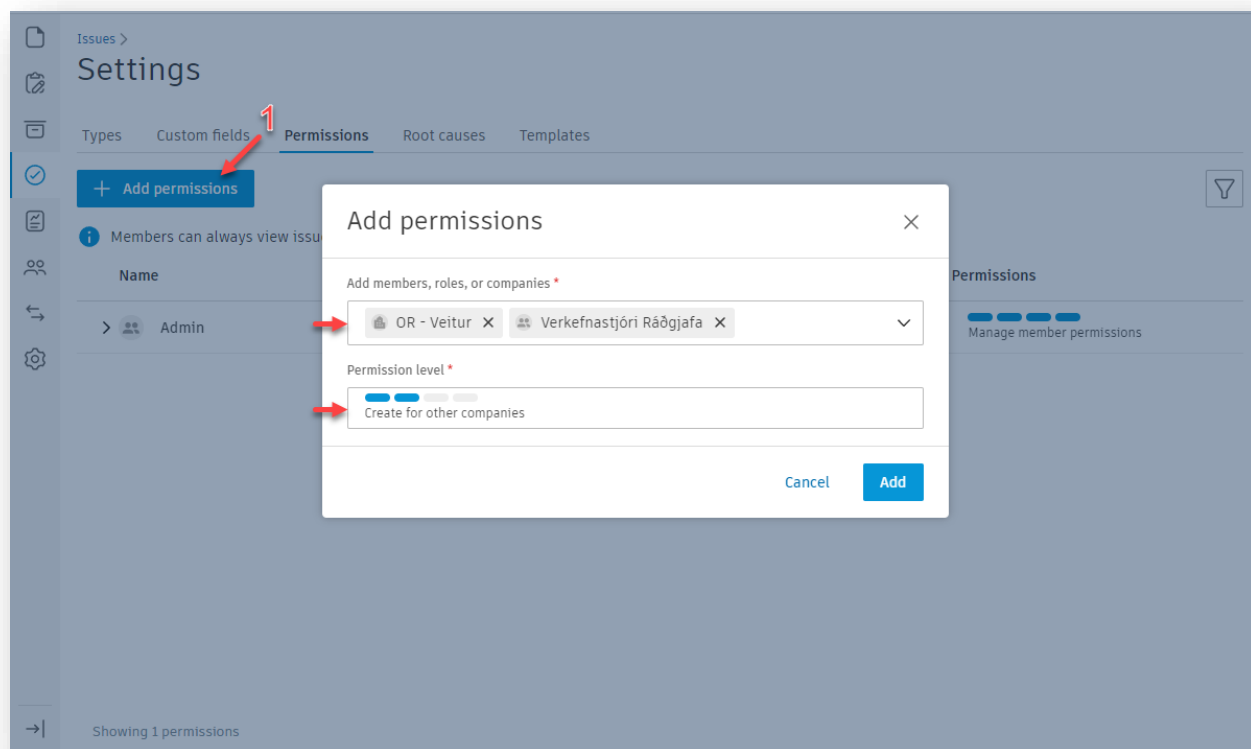 Issues >
Settings
1
Types Custom fields Permissions Root causes Templates
+ Add permissions
Members can always view issu
Name
Permissions
Admin
Manage member permissions
Add permissions
Add members, roles, or companies *
OR - Veitur Verkefnastjóri Ráðgjafa
Permission level *
Create for other companies
Cancel Add
Showing 1 permissions